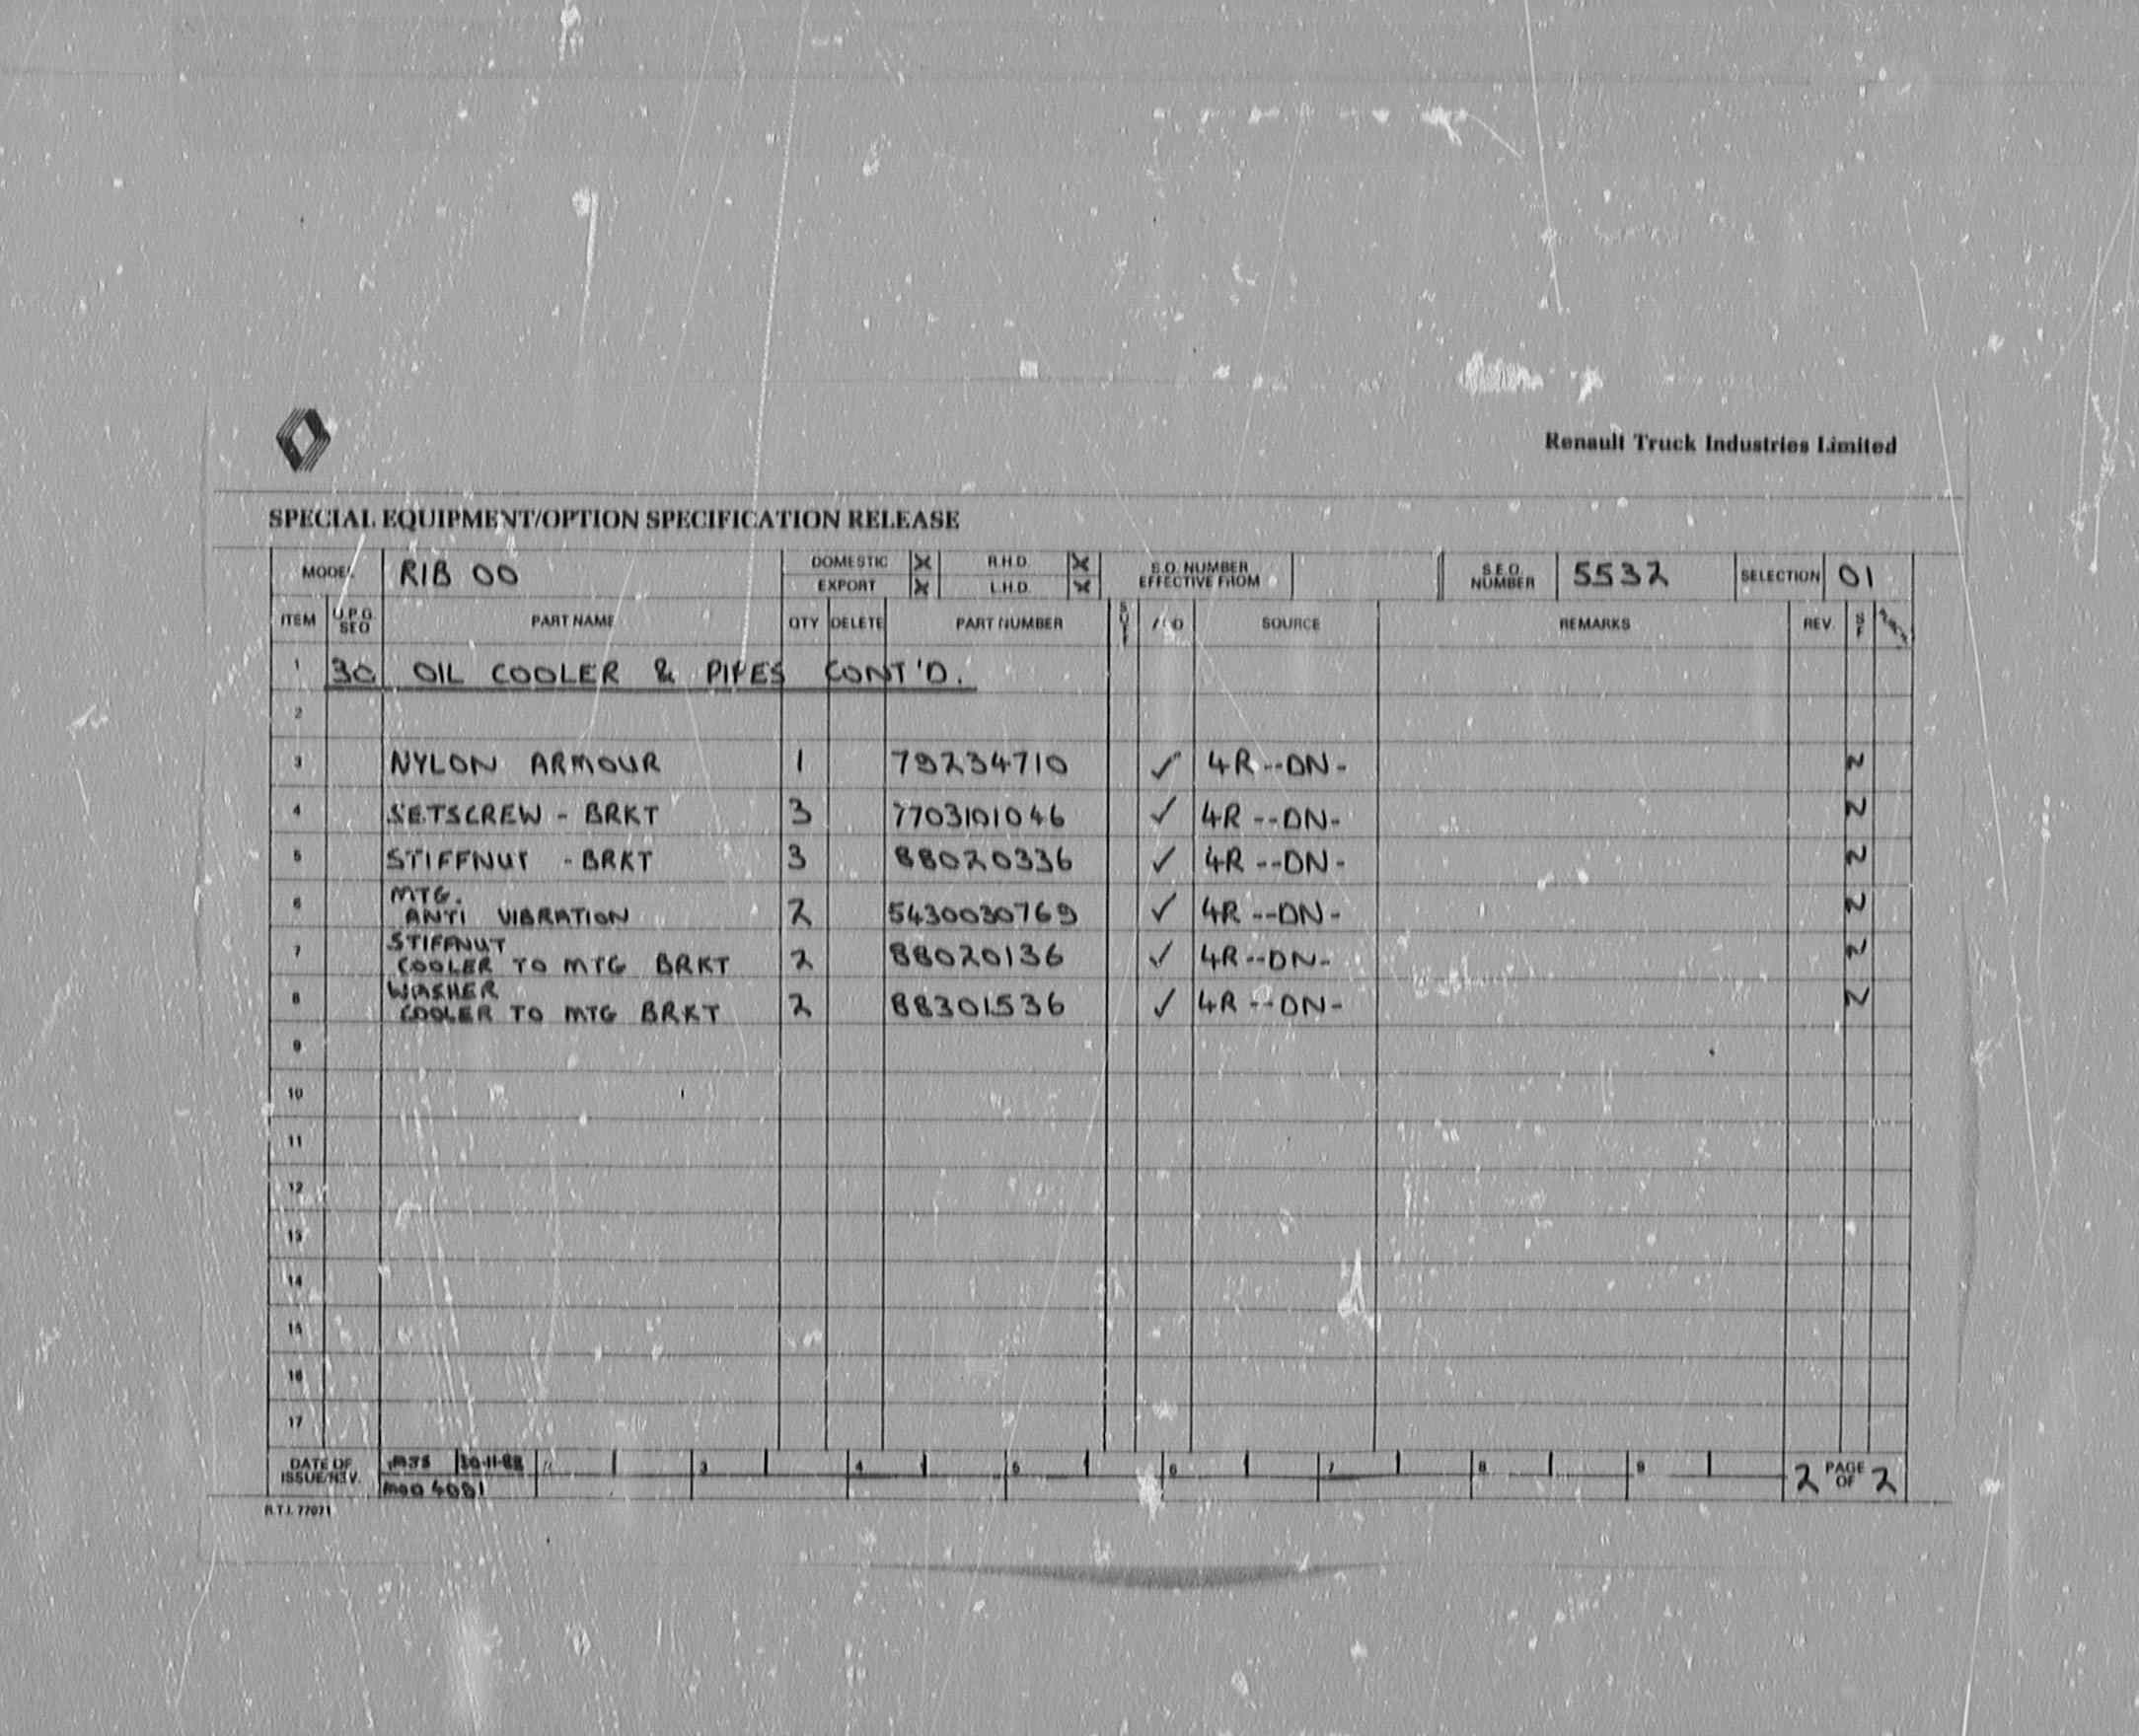 Renault Truck Industries Limited
SPECIAL EQUIPMENT/OPTION SPECIFICATION RELEASE
MODEL RIB 00 DOMESTIC X R.H.D. X S.O. NUMBER EFFECTIVE FROM S.E.O. NUMBER 5532 SELECTION 01
EXPORT X L.H.D. X
ITEM U.P.G. SEQ PART NAME QTY DELETE PART NUMBER SOURCE REMARKS REV. S F
1 30 OIL COOLER & PIPES CONT'D.
2
3 NYLON ARMOUR 1 79234710 ✓ 4R--DN- N
4 SETSCREW - BRKT 3 7703101046 ✓ 4R--DN- N
5 STIFFNUT - BRKT 3 88020336 ✓ 4R--DN- N
6 MTG.
ANTI VIBRATION 2 5430030769 ✓ 4R--DN- N
7 STIFFNUT
COOLER TO MTG BRKT 2 88020136 ✓ 4R--DN- N
8 WASHER
COOLER TO MTG BRKT 2 88301536 ✓ 4R--DN- N
9
10
11
12
13
14
15
16
17
DATE OF ISSUE/REV. 30-11-88 3 4 5 6 7 8 9 2 PAGE OF 2
R.T.I. 77071